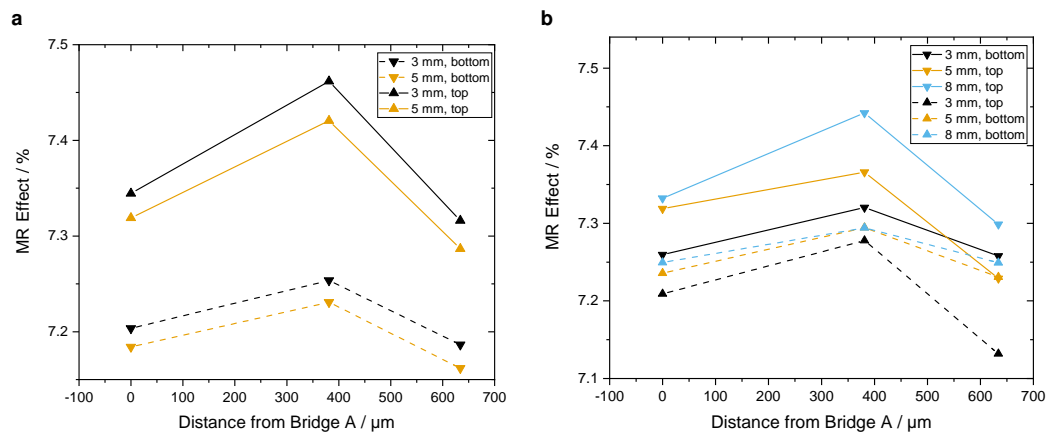 a
7.5
7.4
7.3
7.2
MR Effect / %
3 mm, bottom
5 mm, bottom
3 mm, top
5 mm, top
-100 0 100 200 300 400 500 600 700
Distance from Bridge A / µm
b
7.5
7.4
7.3
7.2
7.1
MR Effect / %
3 mm, bottom
5 mm, top
8 mm, top
3 mm, top
5 mm, bottom
8 mm, bottom
-100 0 100 200 300 400 500 600 700
Distance from Bridge A / µm